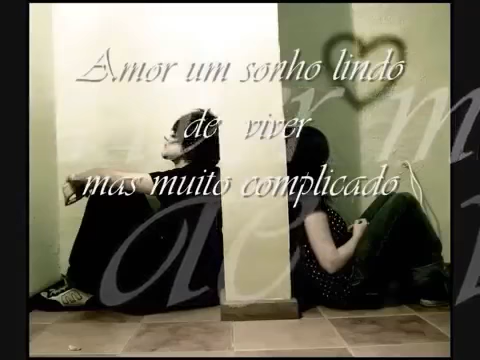 Amor um sonho lindo
de viver
mas muito complicado